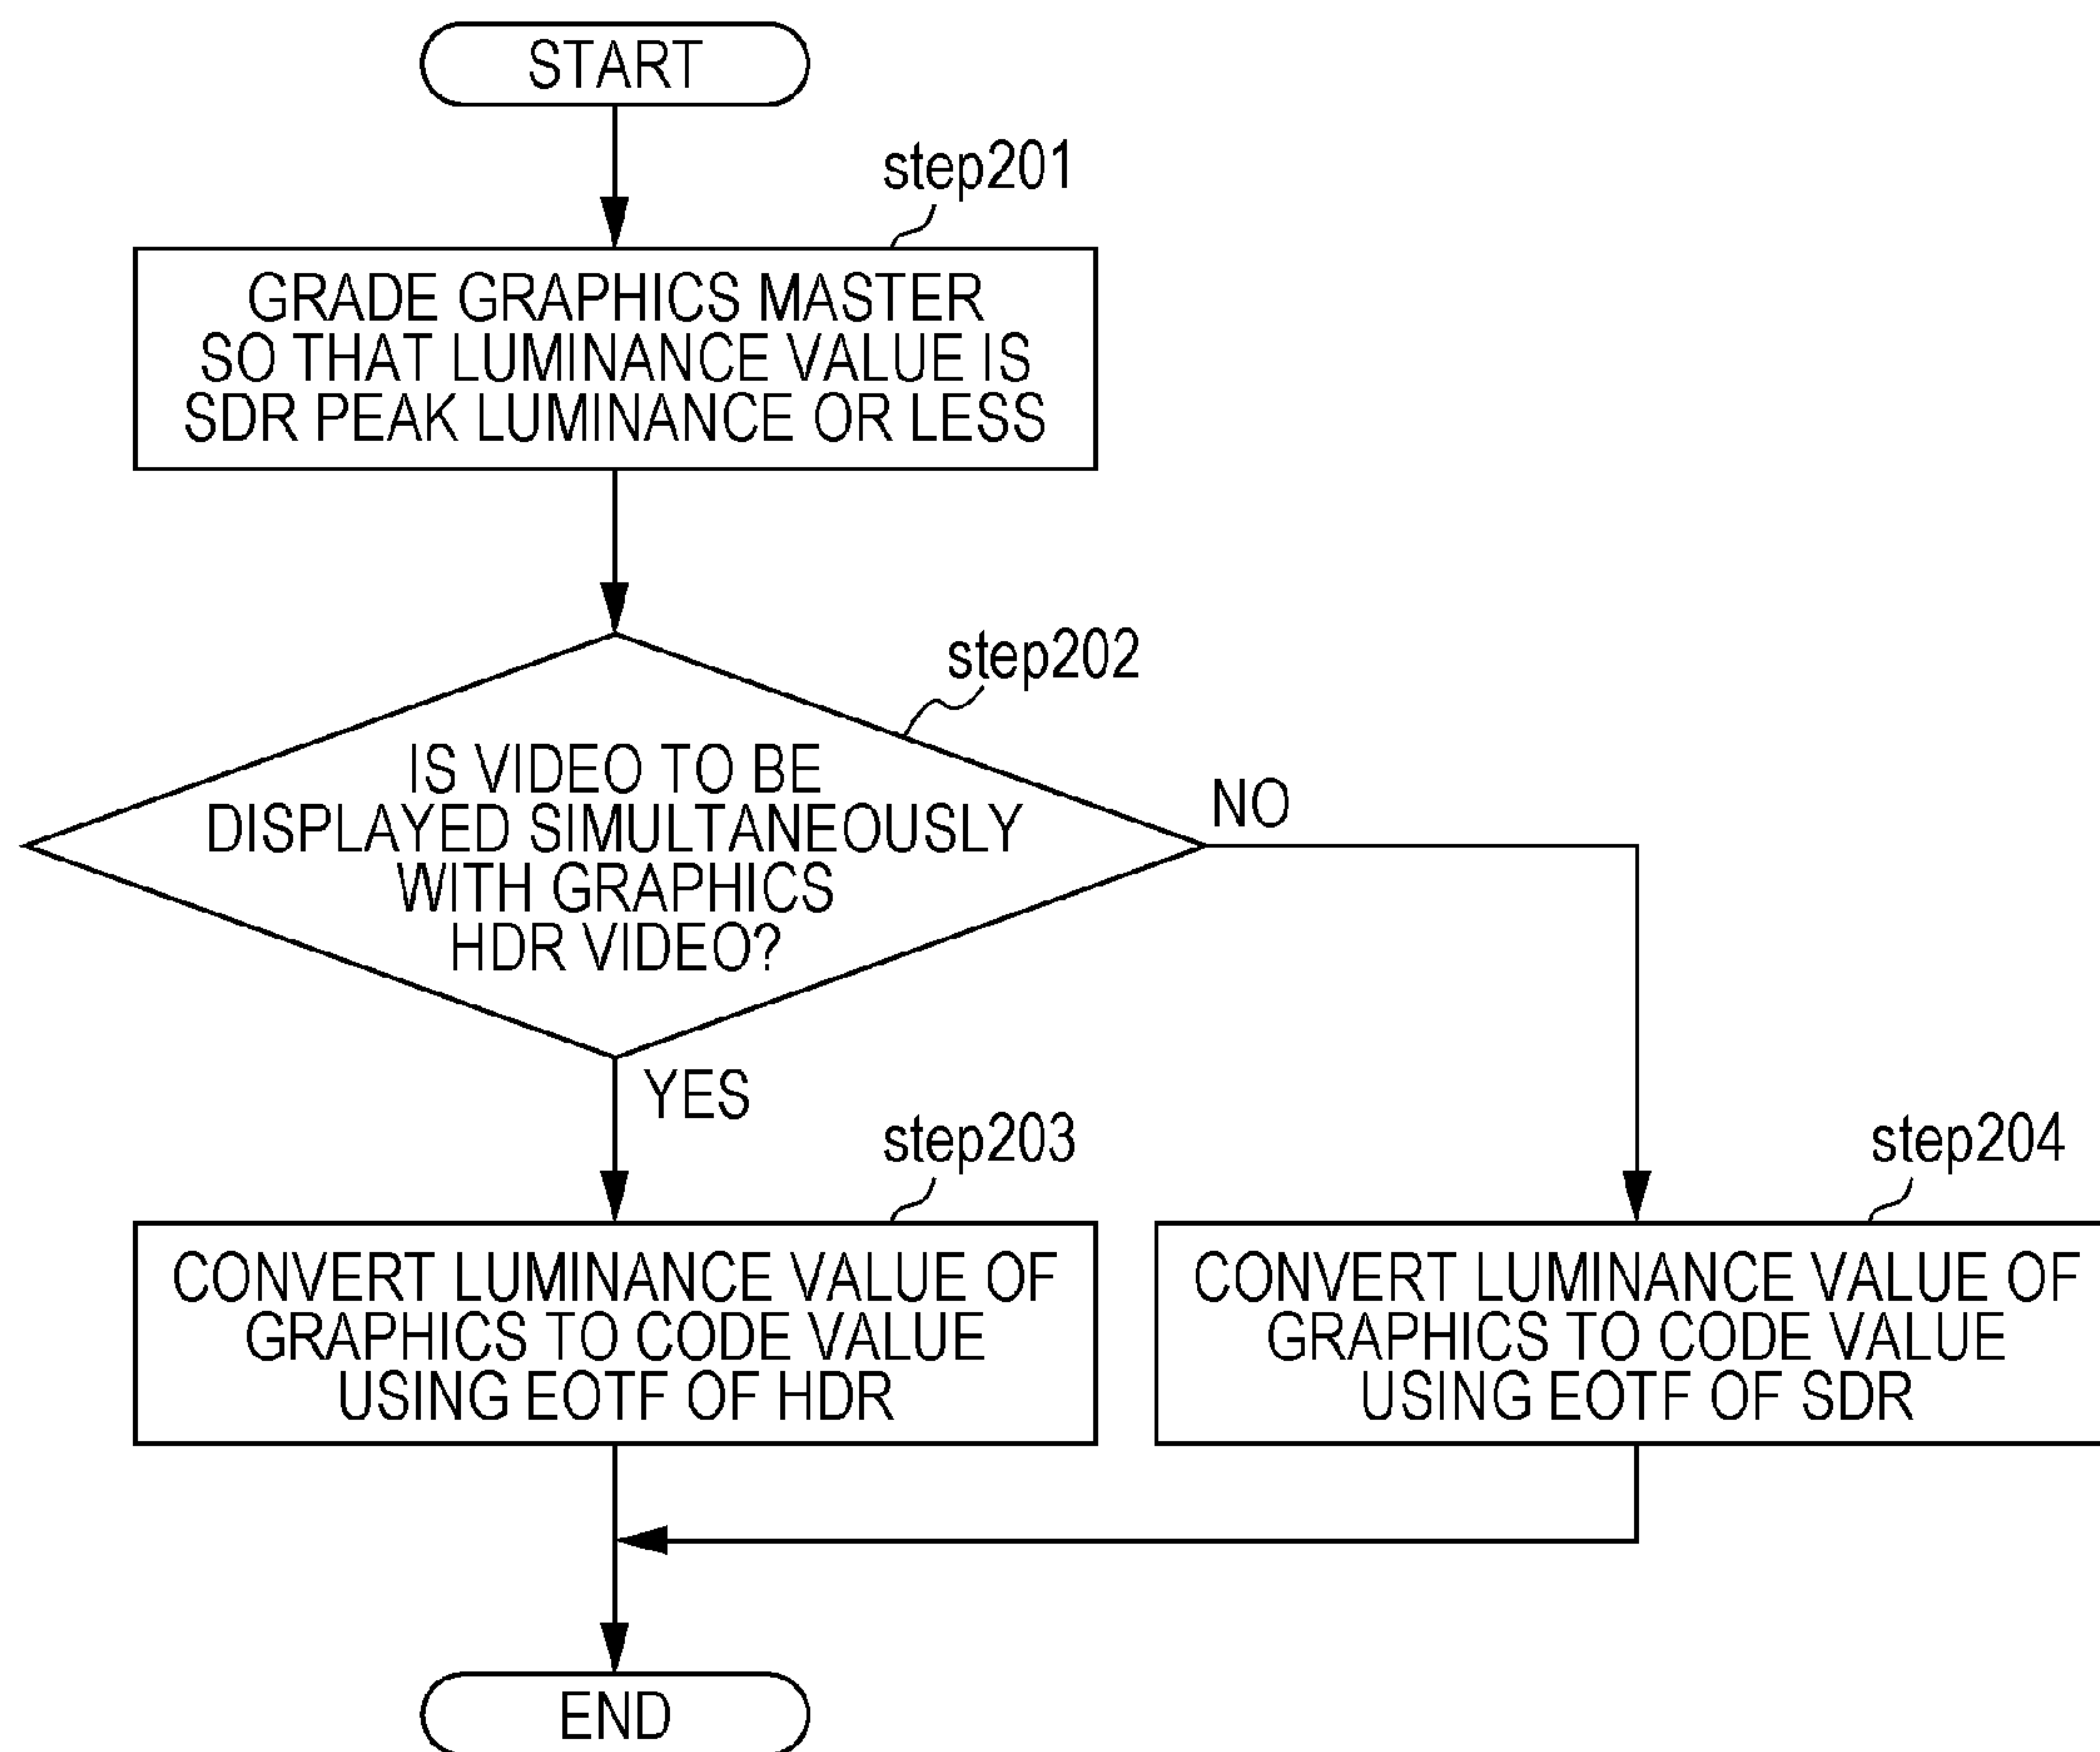 START
step201
GRADE GRAPHICS MASTER
SO THAT LUMINANCE VALUE IS
SDR PEAK LUMINANCE OR LESS
step202
IS VIDEO TO BE
DISPLAYED SIMULTANEOUSLY
WITH GRAPHICS
HDR VIDEO?
NO
YES
step203
CONVERT LUMINANCE VALUE OF
GRAPHICS TO CODE VALUE
USING EOTF OF HDR
step204
CONVERT LUMINANCE VALUE OF
GRAPHICS TO CODE VALUE
USING EOTF OF SDR
END